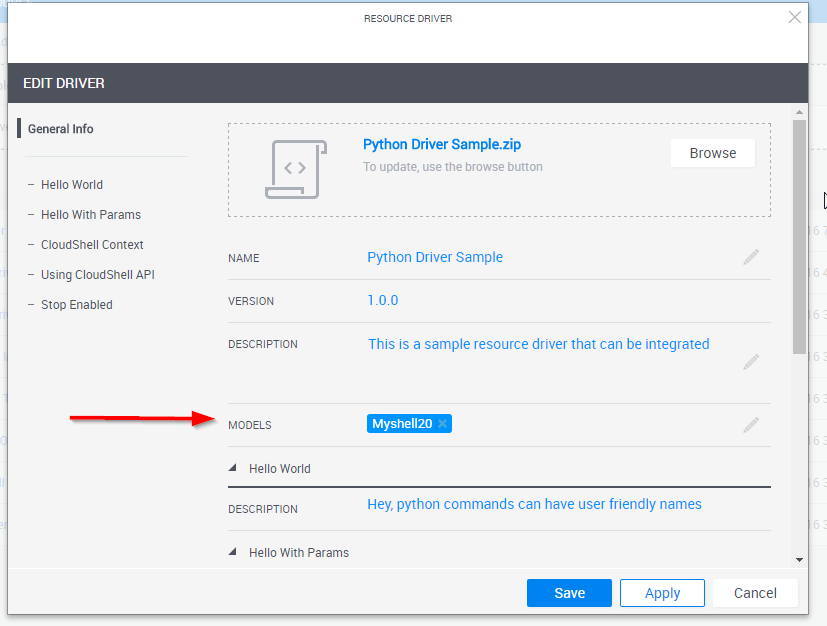 RESOURCE DRIVER
EDIT DRIVER
General Info
– Hello World
– Hello With Params
– CloudShell Context
– Using CloudShell API
– Stop Enabled
Python Driver Sample.zip
To update, use the browse button
Browse
NAME Python Driver Sample
VERSION 1.0.0
DESCRIPTION This is a sample resource driver that can be integrated
MODELS Myshell20 ×
Hello World
DESCRIPTION Hey, python commands can have user friendly names
Hello With Params
Save Apply Cancel